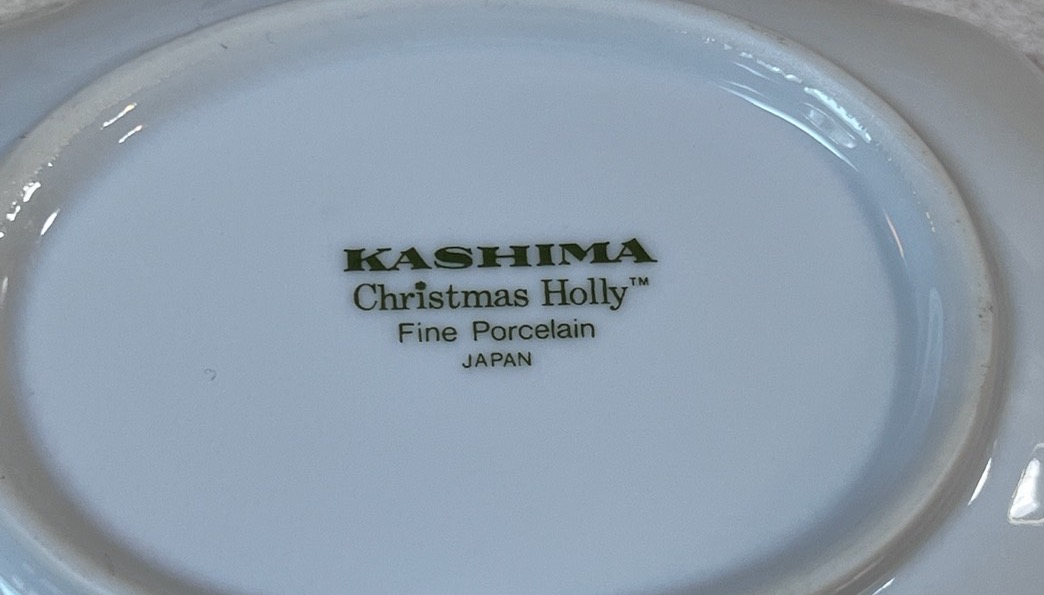 KASHIMA
Christmas Holly™
Fine Porcelain
JAPAN